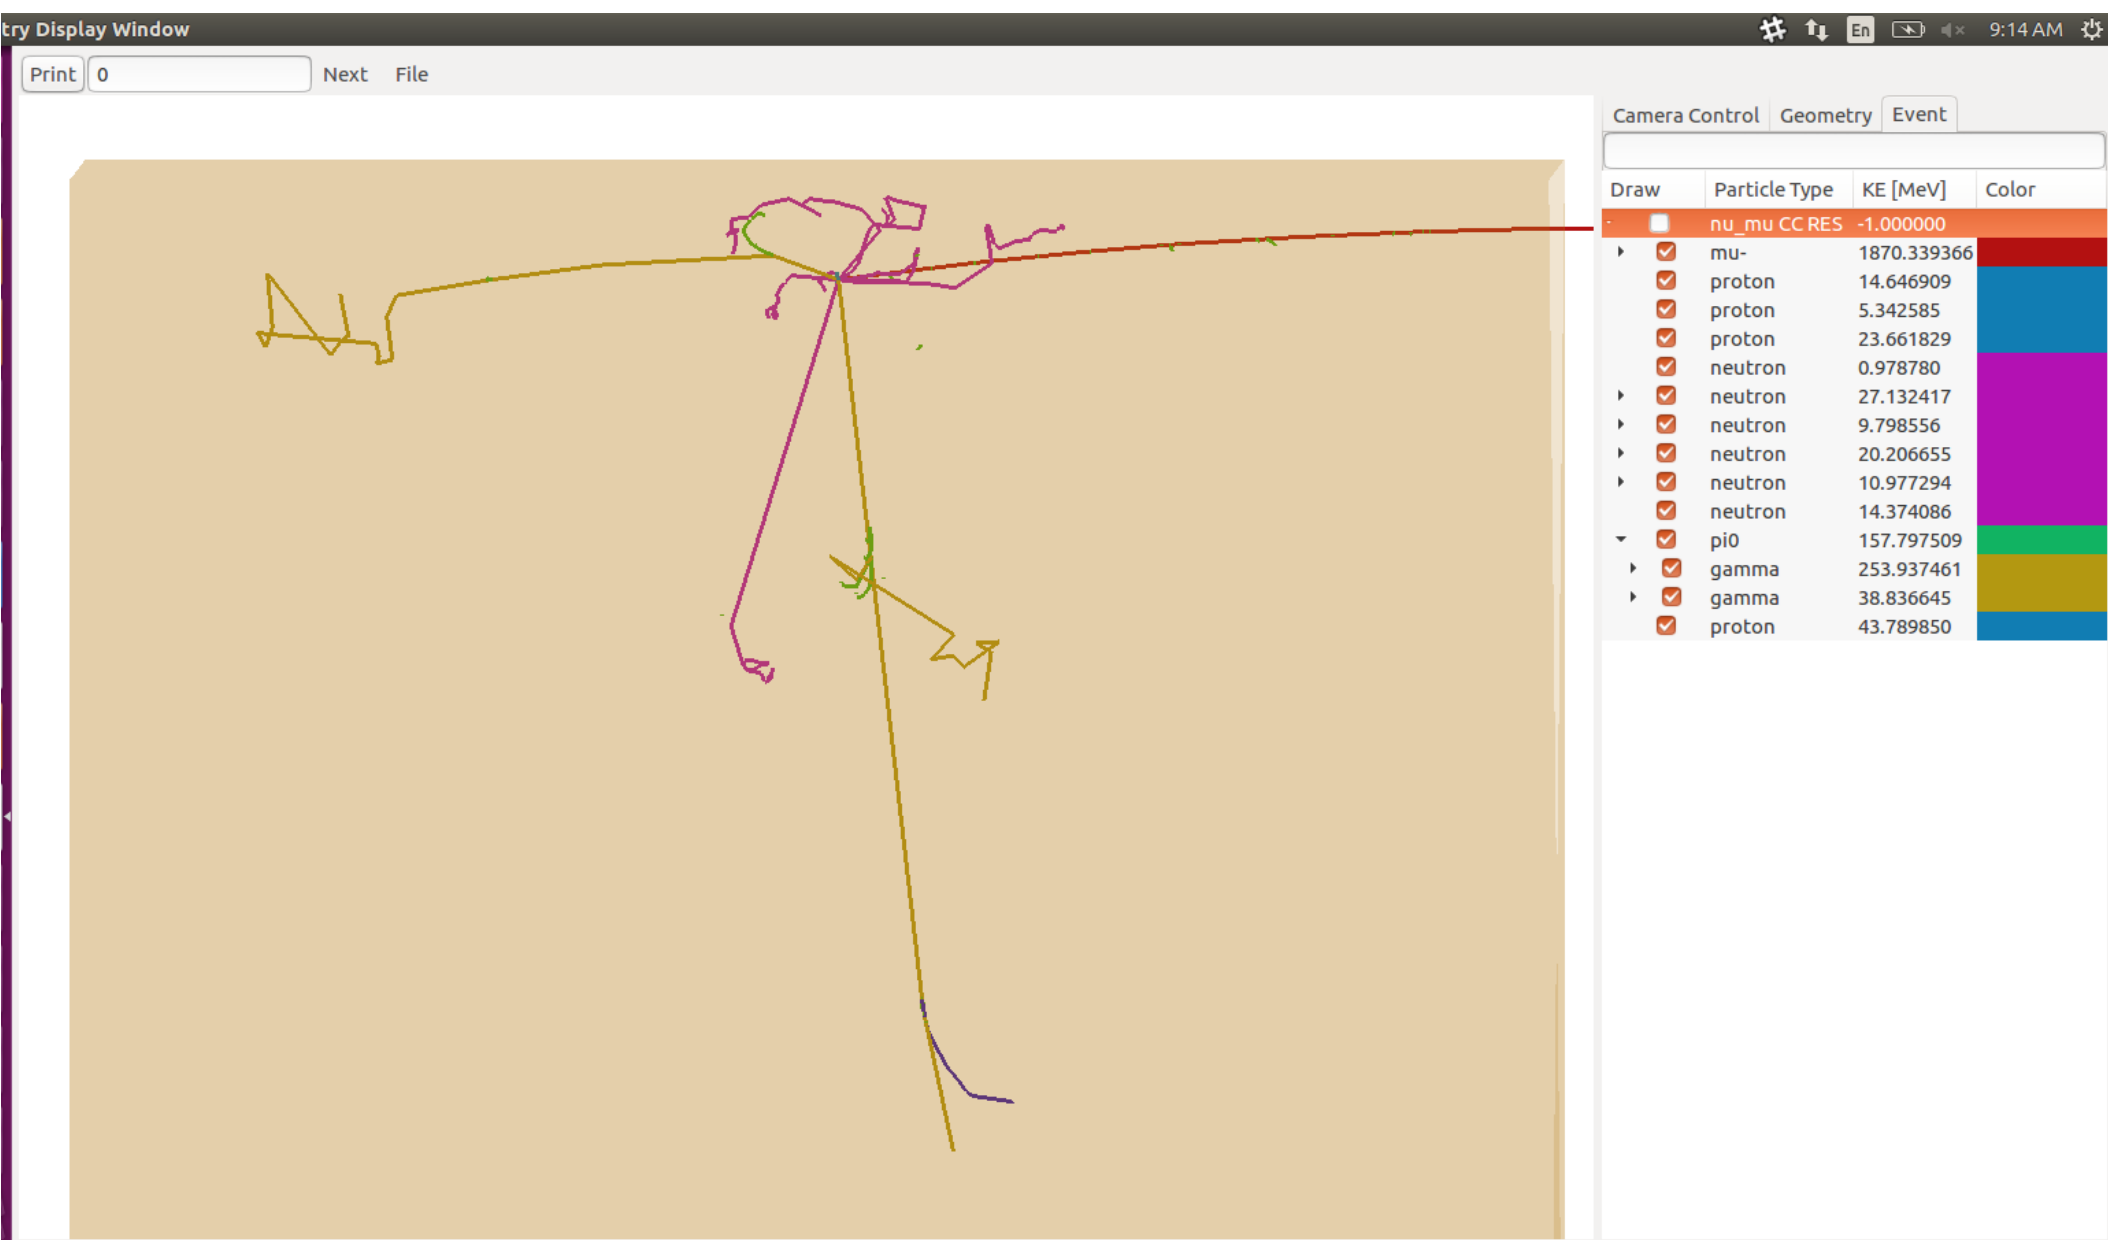 try Display Window
En
9:14 AM
Print 0 Next File
Camera Control Geometry Event
Draw Particle Type KE [MeV] Color
nu_mu CC RES -1.000000
mu- 1870.339366
proton 14.646909
proton 5.342585
proton 23.661829
neutron 0.978780
neutron 27.132417
neutron 9.798556
neutron 20.206655
neutron 10.977294
neutron 14.374086
pi0 157.797509
gamma 253.937461
gamma 38.836645
proton 43.789850